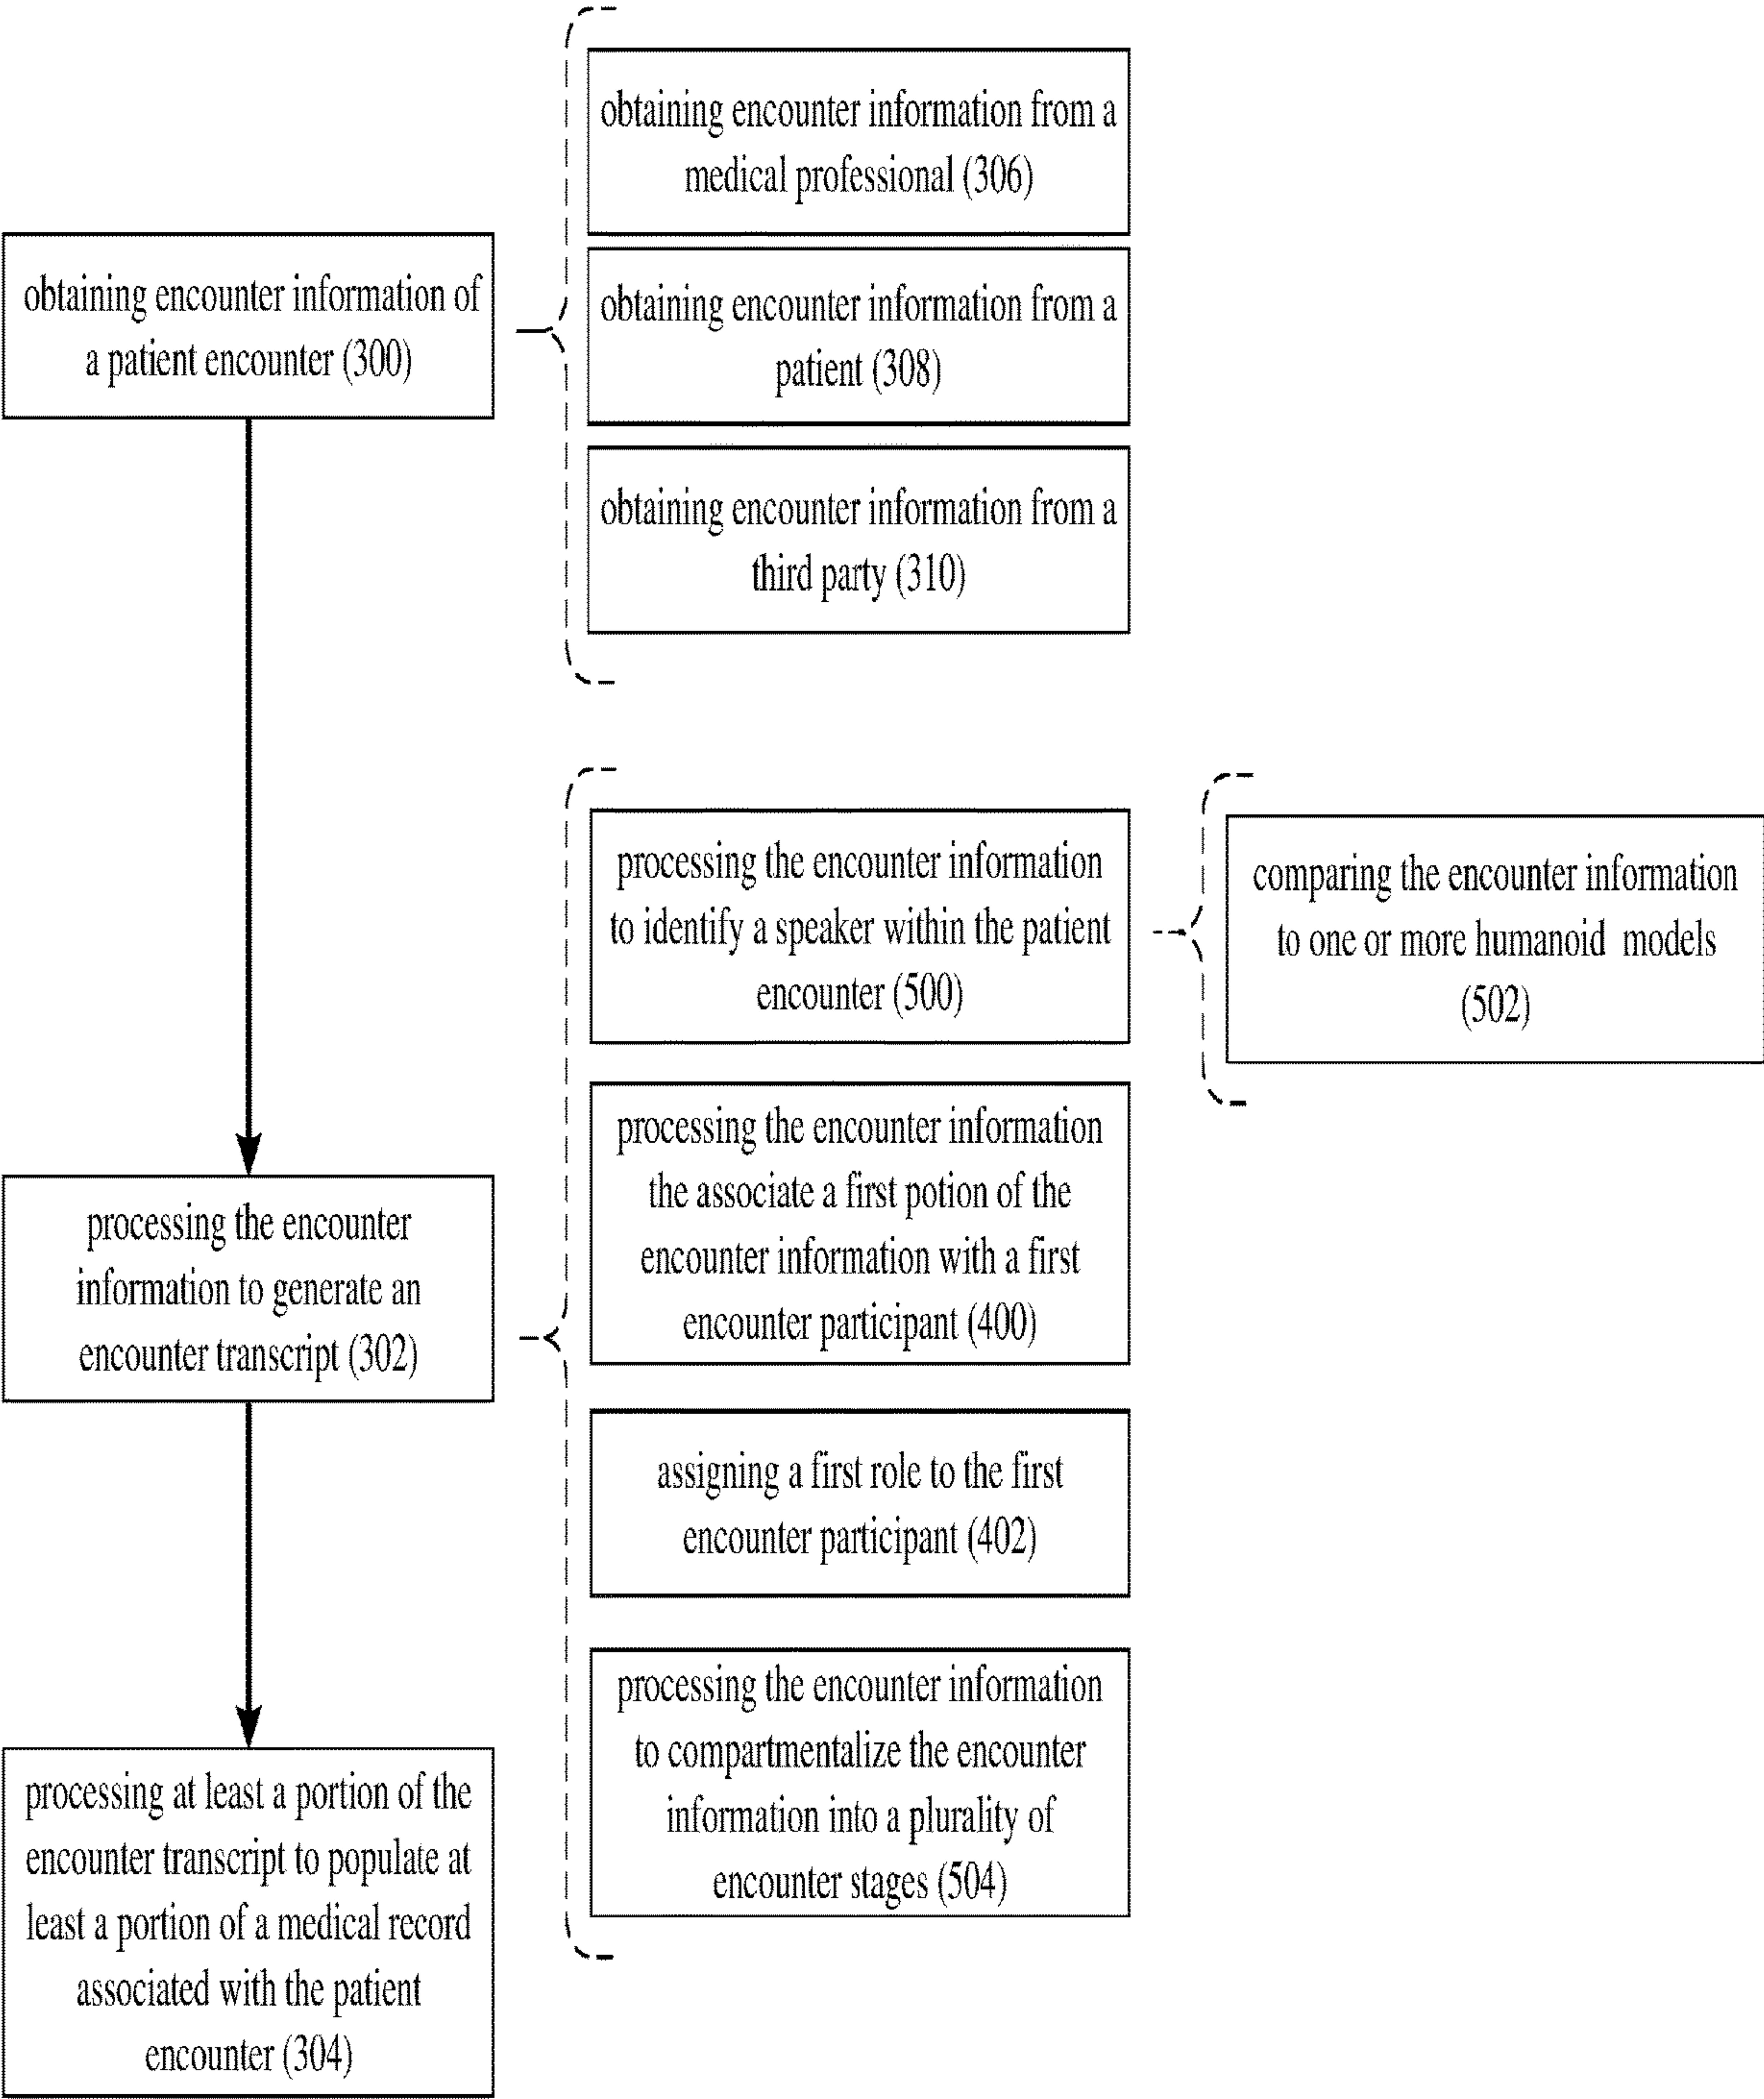 obtaining encounter information from a
medical professional (306)
obtaining encounter information of
a patient encounter (300)
obtaining encounter information from a
patient (308)
obtaining encounter information from a
third party (310)
processing the encounter information
to identify a speaker within the patient
encounter (500)
comparing the encounter information
to one or more humanoid models
(502)
processing the encounter information
the associate a first potion of the
encounter information with a first
encounter participant (400)
processing the encounter
information to generate an
encounter transcript (302)
assigning a first role to the first
encounter participant (402)
processing the encounter information
to compartmentalize the encounter
information into a plurality of
encounter stages (504)
processing at least a portion of the
encounter transcript to populate at
least a portion of a medical record
associated with the patient
encounter (304)